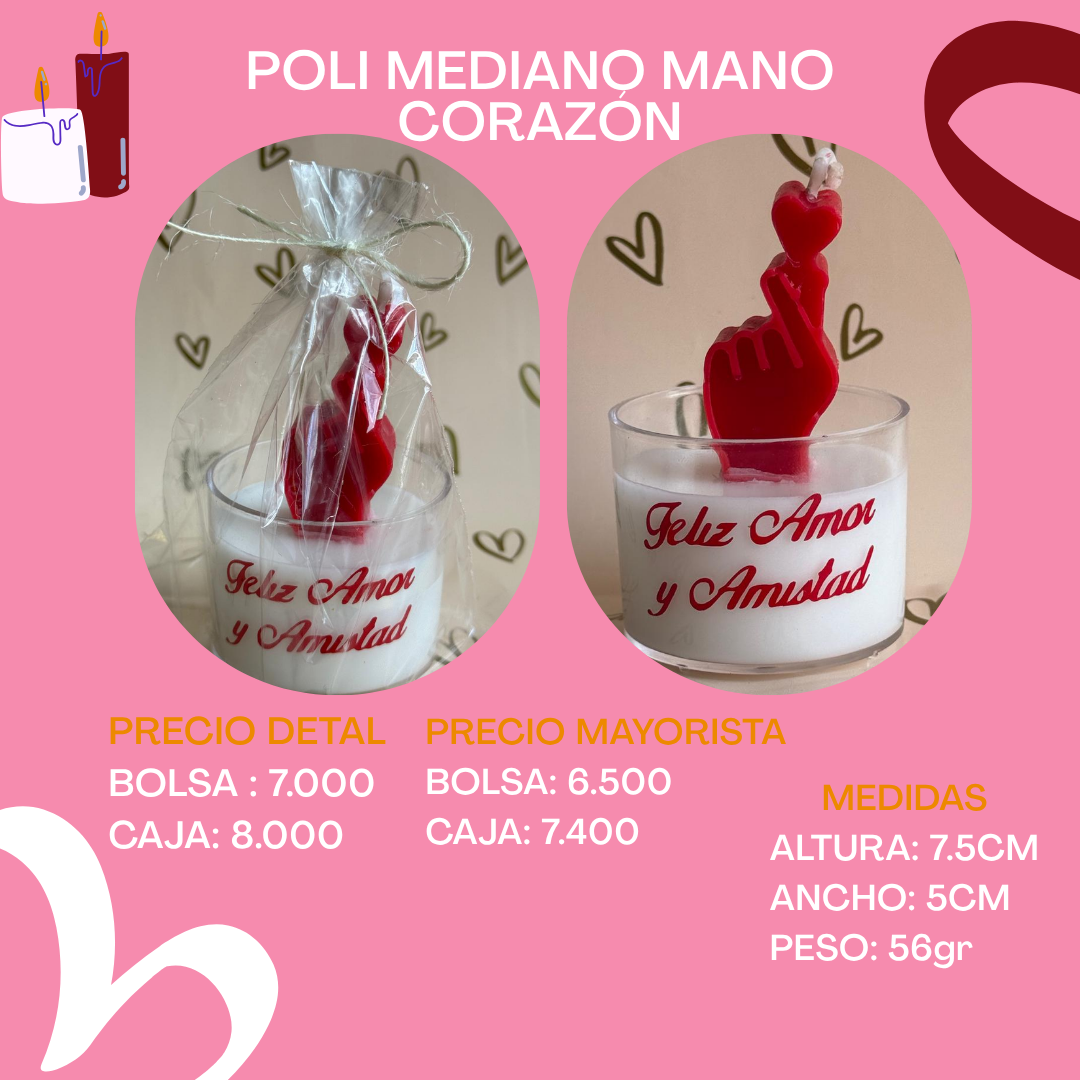 POLI MEDIANO MANO
CORAZÓN
Feliz Amor
y Amistad
Feliz Amor
y Amistad
PRECIO DETAL
BOLSA : 7.000
CAJA: 8.000
PRECIO MAYORISTA
BOLSA: 6.500
CAJA: 7.400
MEDIDAS
ALTURA: 7.5CM
ANCHO: 5CM
PESO: 56gr